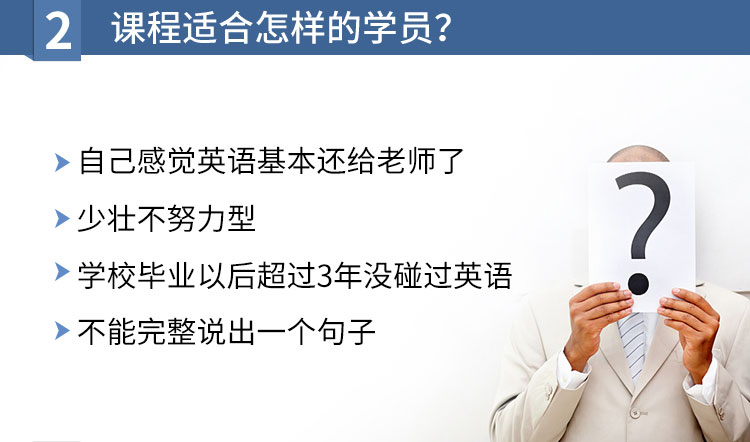 2 课程适合怎样的学员？
自己感觉英语基本还给老师了
少壮不努力型
学校毕业以后超过3年没碰过英语
不能完整说出一个句子
?